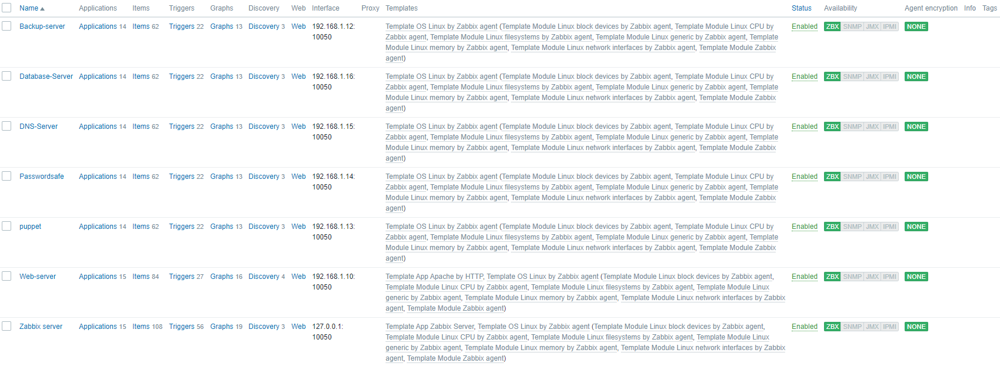 Name Applications Items Triggers Graphs Discovery Web Interface Proxy Templates Status Availability Agent encryption Info Tags
Backup-server Applications 14 Items 62 Triggers 22 Graphs 13 Discovery 3 Web 192.168.1.12: Template OS Linux by Zabbix agent (Template Module Linux block devices by Zabbix agent, Template Module Linux CPU by Enabled ZBX SNMP JMX IPMI NONE
10050 Zabbix agent, Template Module Linux filesystems by Zabbix agent, Template Module Linux generic by Zabbix agent, Template
Module Linux memory by Zabbix agent, Template Module Linux network interfaces by Zabbix agent, Template Module Zabbix
agent)
Database-Server Applications 14 Items 62 Triggers 22 Graphs 13 Discovery 3 Web 192.168.1.16: Template OS Linux by Zabbix agent (Template Module Linux block devices by Zabbix agent, Template Module Linux CPU by Enabled ZBX SNMP JMX IPMI NONE
10050 Zabbix agent, Template Module Linux filesystems by Zabbix agent, Template Module Linux generic by Zabbix agent, Template
Module Linux memory by Zabbix agent, Template Module Linux network interfaces by Zabbix agent, Template Module Zabbix
agent)
DNS-Server Applications 14 Items 62 Triggers 22 Graphs 13 Discovery 3 Web 192.168.1.15: Template OS Linux by Zabbix agent (Template Module Linux block devices by Zabbix agent, Template Module Linux CPU by Enabled ZBX SNMP JMX IPMI NONE
10050 Zabbix agent, Template Module Linux filesystems by Zabbix agent, Template Module Linux generic by Zabbix agent, Template
Module Linux memory by Zabbix agent, Template Module Linux network interfaces by Zabbix agent, Template Module Zabbix
agent)
Passwordsafe Applications 14 Items 62 Triggers 22 Graphs 13 Discovery 3 Web 192.168.1.14: Template OS Linux by Zabbix agent (Template Module Linux block devices by Zabbix agent, Template Module Linux CPU by Enabled ZBX SNMP JMX IPMI NONE
10050 Zabbix agent, Template Module Linux filesystems by Zabbix agent, Template Module Linux generic by Zabbix agent, Template
Module Linux memory by Zabbix agent, Template Module Linux network interfaces by Zabbix agent, Template Module Zabbix
agent)
puppet Applications 14 Items 62 Triggers 22 Graphs 13 Discovery 3 Web 192.168.1.13: Template OS Linux by Zabbix agent (Template Module Linux block devices by Zabbix agent, Template Module Linux CPU by Enabled ZBX SNMP JMX IPMI NONE
10050 Zabbix agent, Template Module Linux filesystems by Zabbix agent, Template Module Linux generic by Zabbix agent, Template
Module Linux memory by Zabbix agent, Template Module Linux network interfaces by Zabbix agent, Template Module Zabbix
agent)
Web-server Applications 15 Items 84 Triggers 27 Graphs 16 Discovery 4 Web 192.168.1.10: Template App Apache by HTTP, Template OS Linux by Zabbix agent (Template Module Linux block devices by Zabbix agent, Enabled ZBX SNMP JMX IPMI NONE
10050 Template Module Linux CPU by Zabbix agent, Template Module Linux filesystems by Zabbix agent, Template Module Linux
generic by Zabbix agent, Template Module Linux memory by Zabbix agent, Template Module Linux network interfaces by Zabbix
agent, Template Module Zabbix agent)
Zabbix server Applications 15 Items 108 Triggers 56 Graphs 19 Discovery 3 Web 127.0.0.1: Template App Zabbix Server, Template OS Linux by Zabbix agent (Template Module Linux block devices by Zabbix agent, Enabled ZBX SNMP JMX IPMI NONE
10050 Template Module Linux CPU by Zabbix agent, Template Module Linux filesystems by Zabbix agent, Template Module Linux
generic by Zabbix agent, Template Module Linux memory by Zabbix agent, Template Module Linux network interfaces by Zabbix
agent, Template Module Zabbix agent)